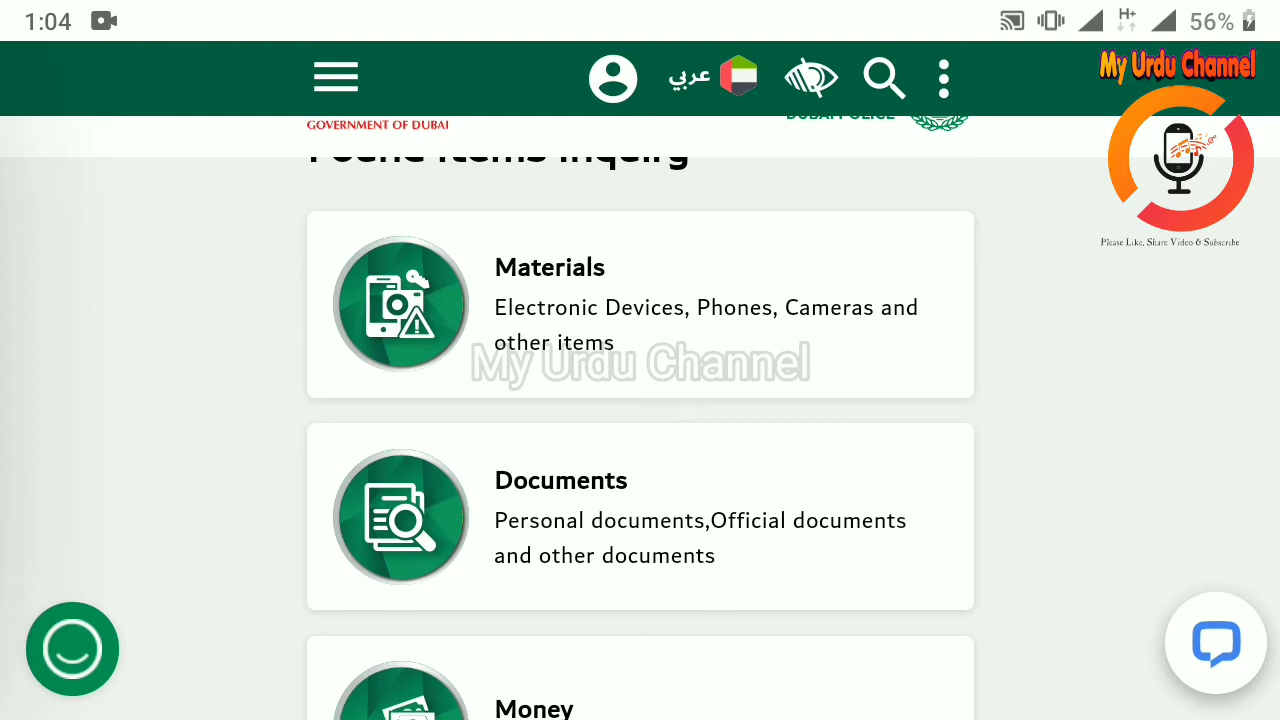 1:04
H+
56%
عربي
My Urdu Channel
GOVERNMENT OF DUBAI
DUBAI POLICE
Found Items Inquiry
Please Like, Share Video & Subscribe
Materials
Electronic Devices, Phones, Cameras and
other items
My Urdu Channel
Documents
Personal documents,Official documents
and other documents
Money